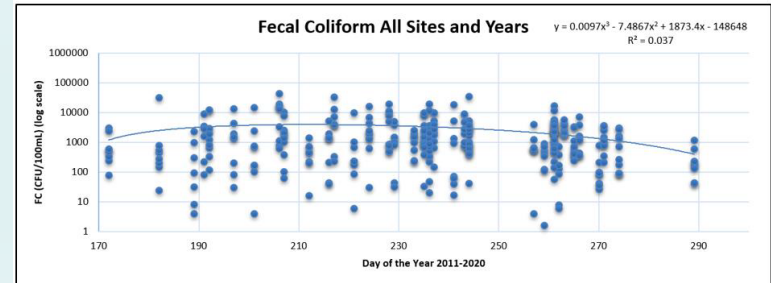 Fecal Coliform All Sites and Years
y = 0.0097x³ - 7.4867x² + 1873.4x - 148648
R² = 0.037
FC (CFU/100mL) (log scale)
1000000
100000
10000
1000
100
10
1
170 190 210 230 250 270 290
Day of the Year 2011-2020